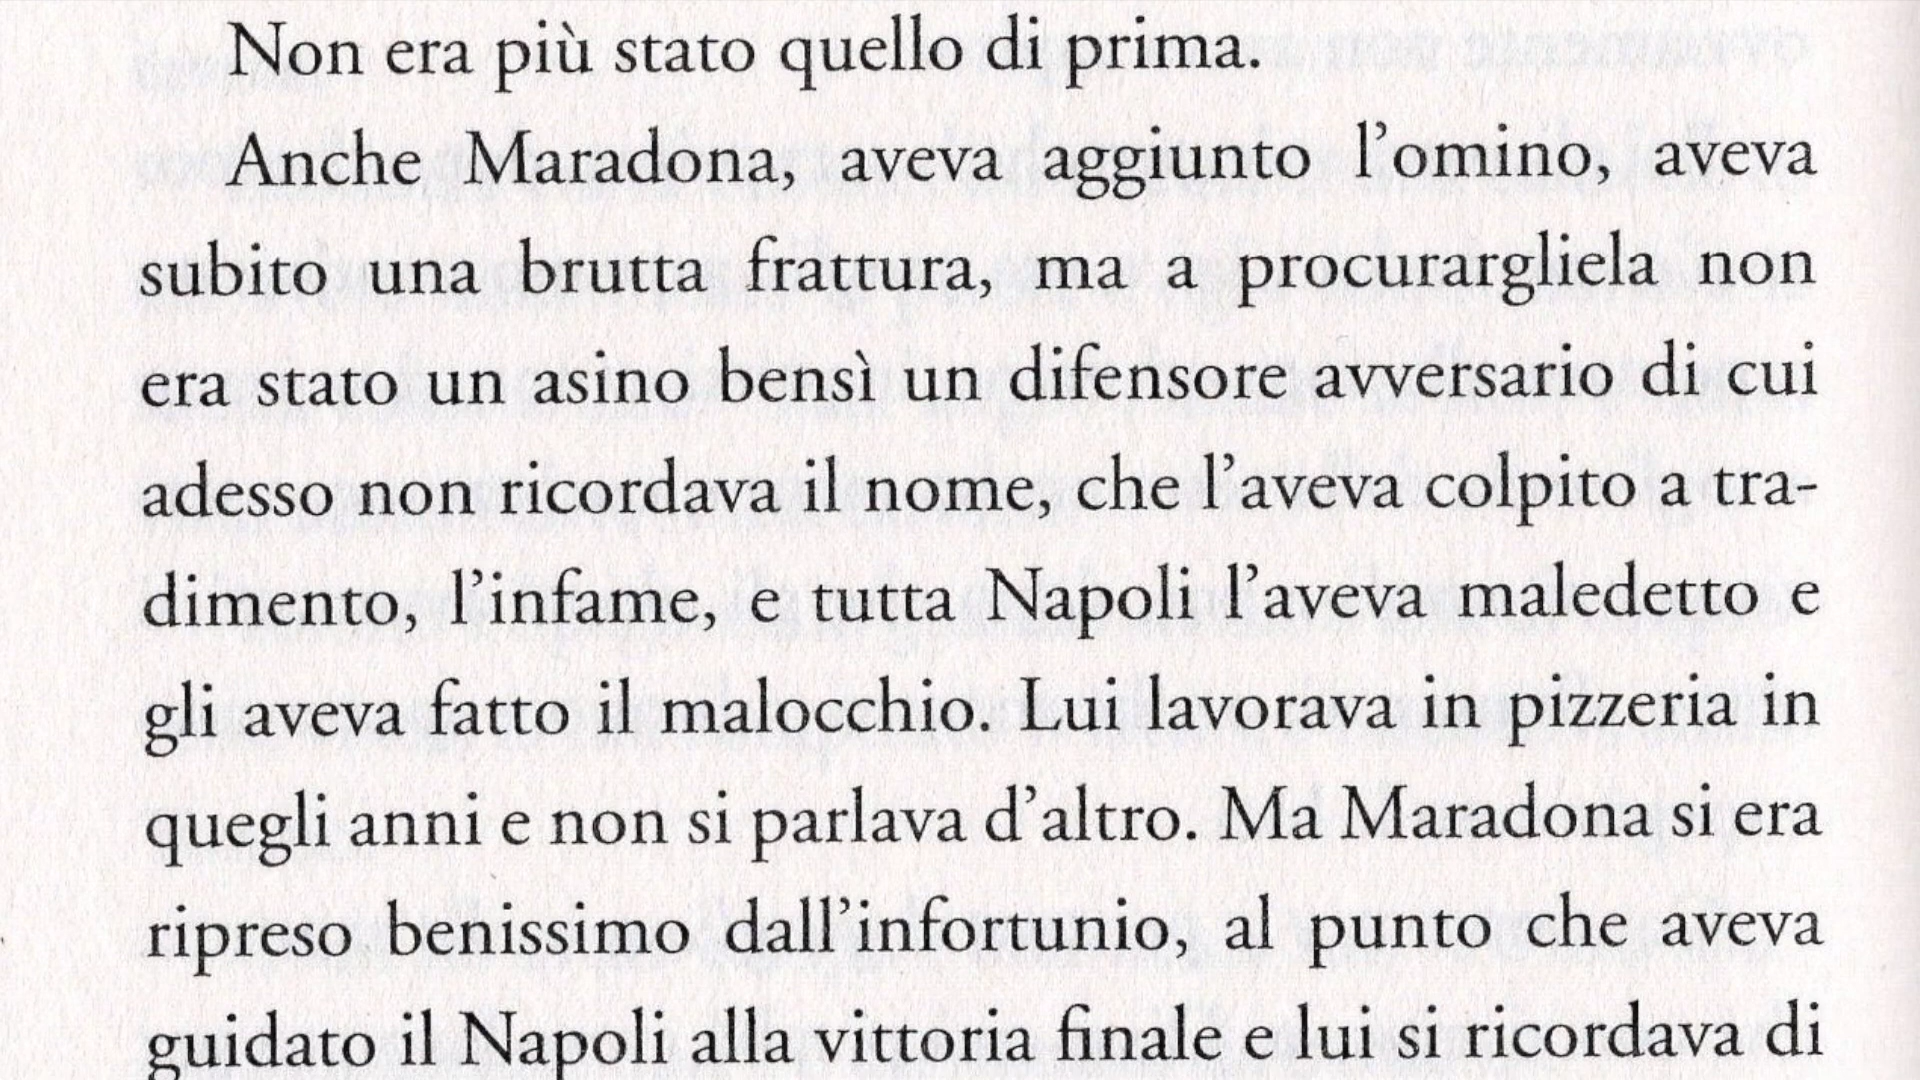 Non era più stato quello di prima.
Anche Maradona, aveva aggiunto l’omino, aveva
subito una brutta frattura, ma a procurargliela non
era stato un asino bensì un difensore avversario di cui
adesso non ricordava il nome, che l’aveva colpito a tra-
dimento, l’infame, e tutta Napoli l’aveva maledetto e
gli aveva fatto il malocchio. Lui lavorava in pizzeria in
quegli anni e non si parlava d’altro. Ma Maradona si era
ripreso benissimo dall’infortunio, al punto che aveva
guidato il Napoli alla vittoria finale e lui si ricordava di